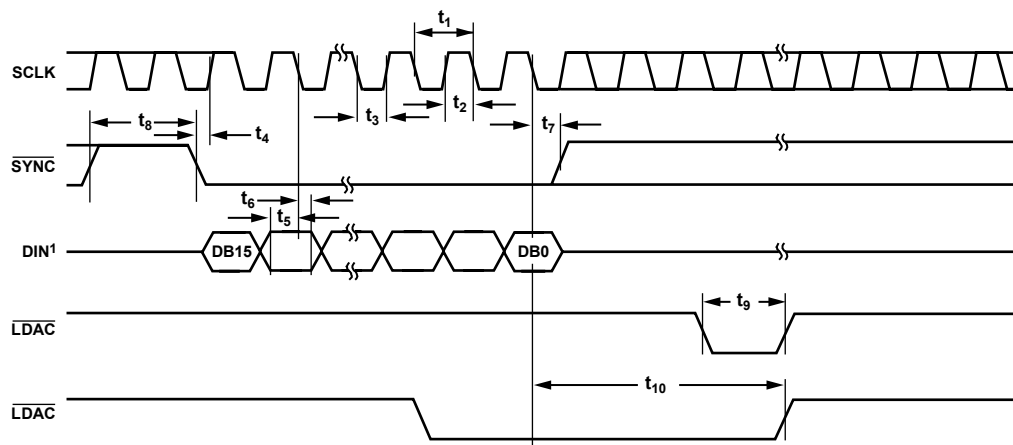 t1
SCLK
t2
t3
t8
t4
t7
SYNC
t6
t5
DIN1
DB15
DB0
t9
LDAC
t10
LDAC